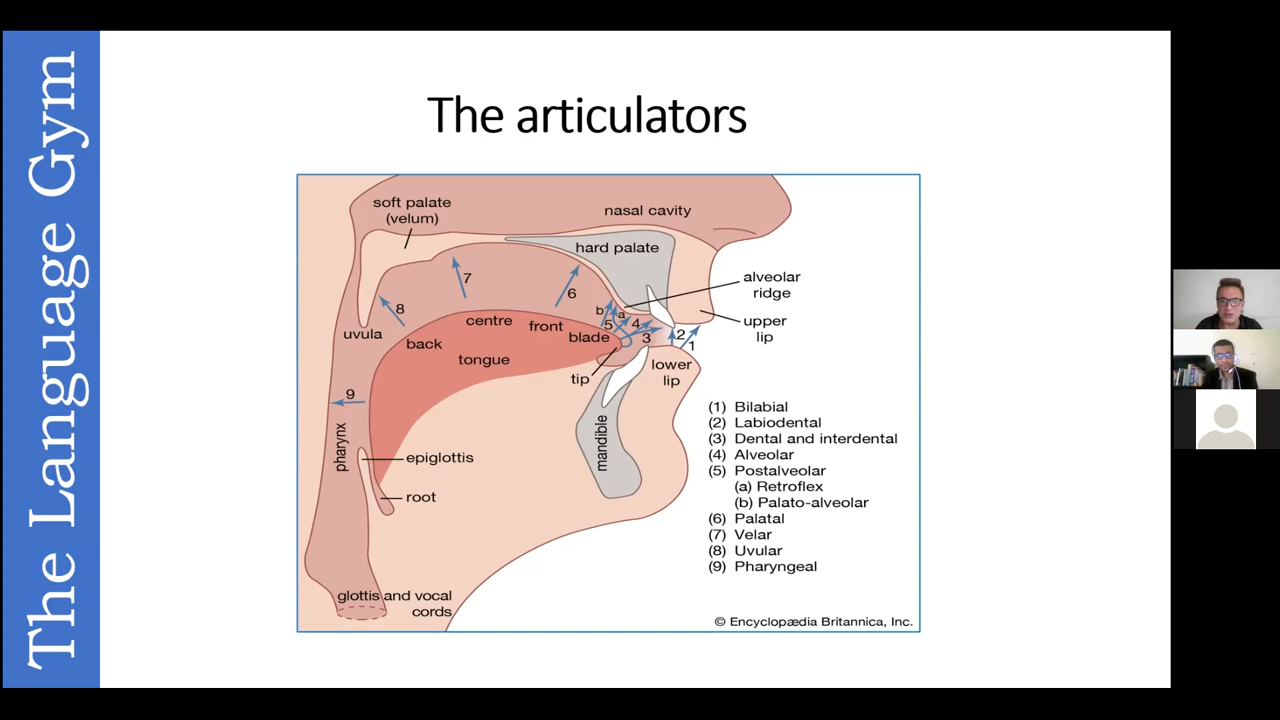 The Language Gym
The articulators
soft palate
(velum)
nasal cavity
hard palate
alveolar
ridge
7
6
8
b
a
5
4
3
2
1
upper
lip
uvula
centre
front
blade
back
tongue
tip
lower
lip
9
pharynx
mandible
epiglottis
root
glottis and vocal
cords
(1) Bilabial
(2) Labiodental
(3) Dental and interdental
(4) Alveolar
(5) Postalveolar
(a) Retroflex
(b) Palato-alveolar
(6) Palatal
(7) Velar
(8) Uvular
(9) Pharyngeal
© Encyclopædia Britannica, Inc.